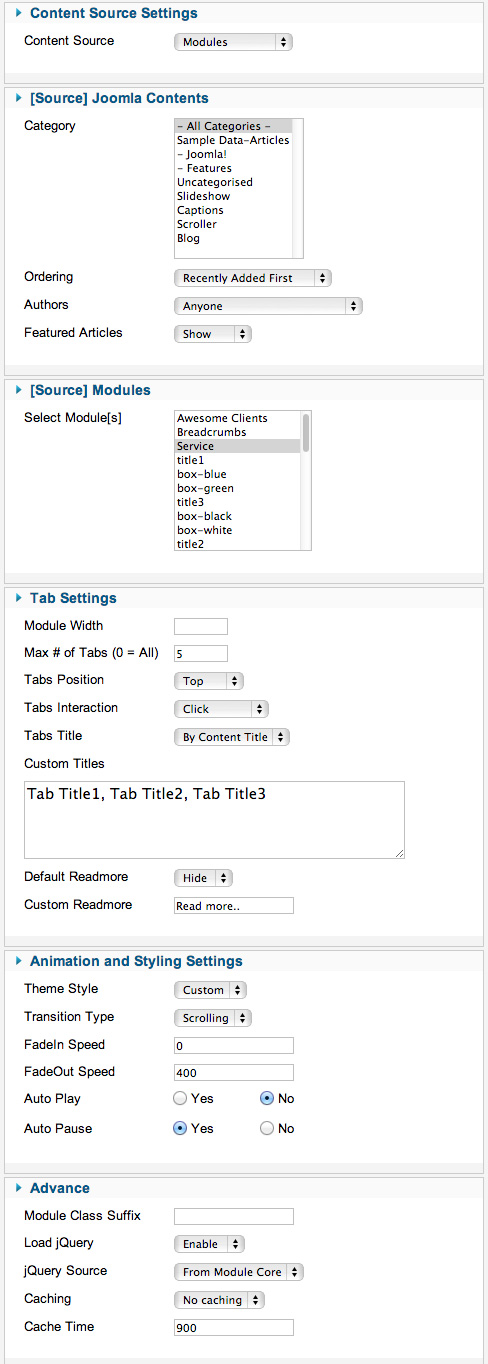 Content Source Settings
Content Source Modules
[Source] Joomla Contents
Category
- All Categories -
Sample Data-Articles
- Joomla!
- Features
Uncategorised
Slideshow
Captions
Scroller
Blog
Ordering Recently Added First
Authors Anyone
Featured Articles Show
[Source] Modules
Select Module[s]
Awesome Clients
Breadcrumbs
Service
title1
box-blue
box-green
title3
box-black
box-white
title2
Tab Settings
Module Width
Max # of Tabs (0 = All) 5
Tabs Position Top
Tabs Interaction Click
Tabs Title By Content Title
Custom Titles
Tab Title1, Tab Title2, Tab Title3
Default Readmore Hide
Custom Readmore Read more..
Animation and Styling Settings
Theme Style Custom
Transition Type Scrolling
FadeIn Speed 0
FadeOut Speed 400
Auto Play Yes No
Auto Pause Yes No
Advance
Module Class Suffix
Load jQuery Enable
jQuery Source From Module Core
Caching No caching
Cache Time 900